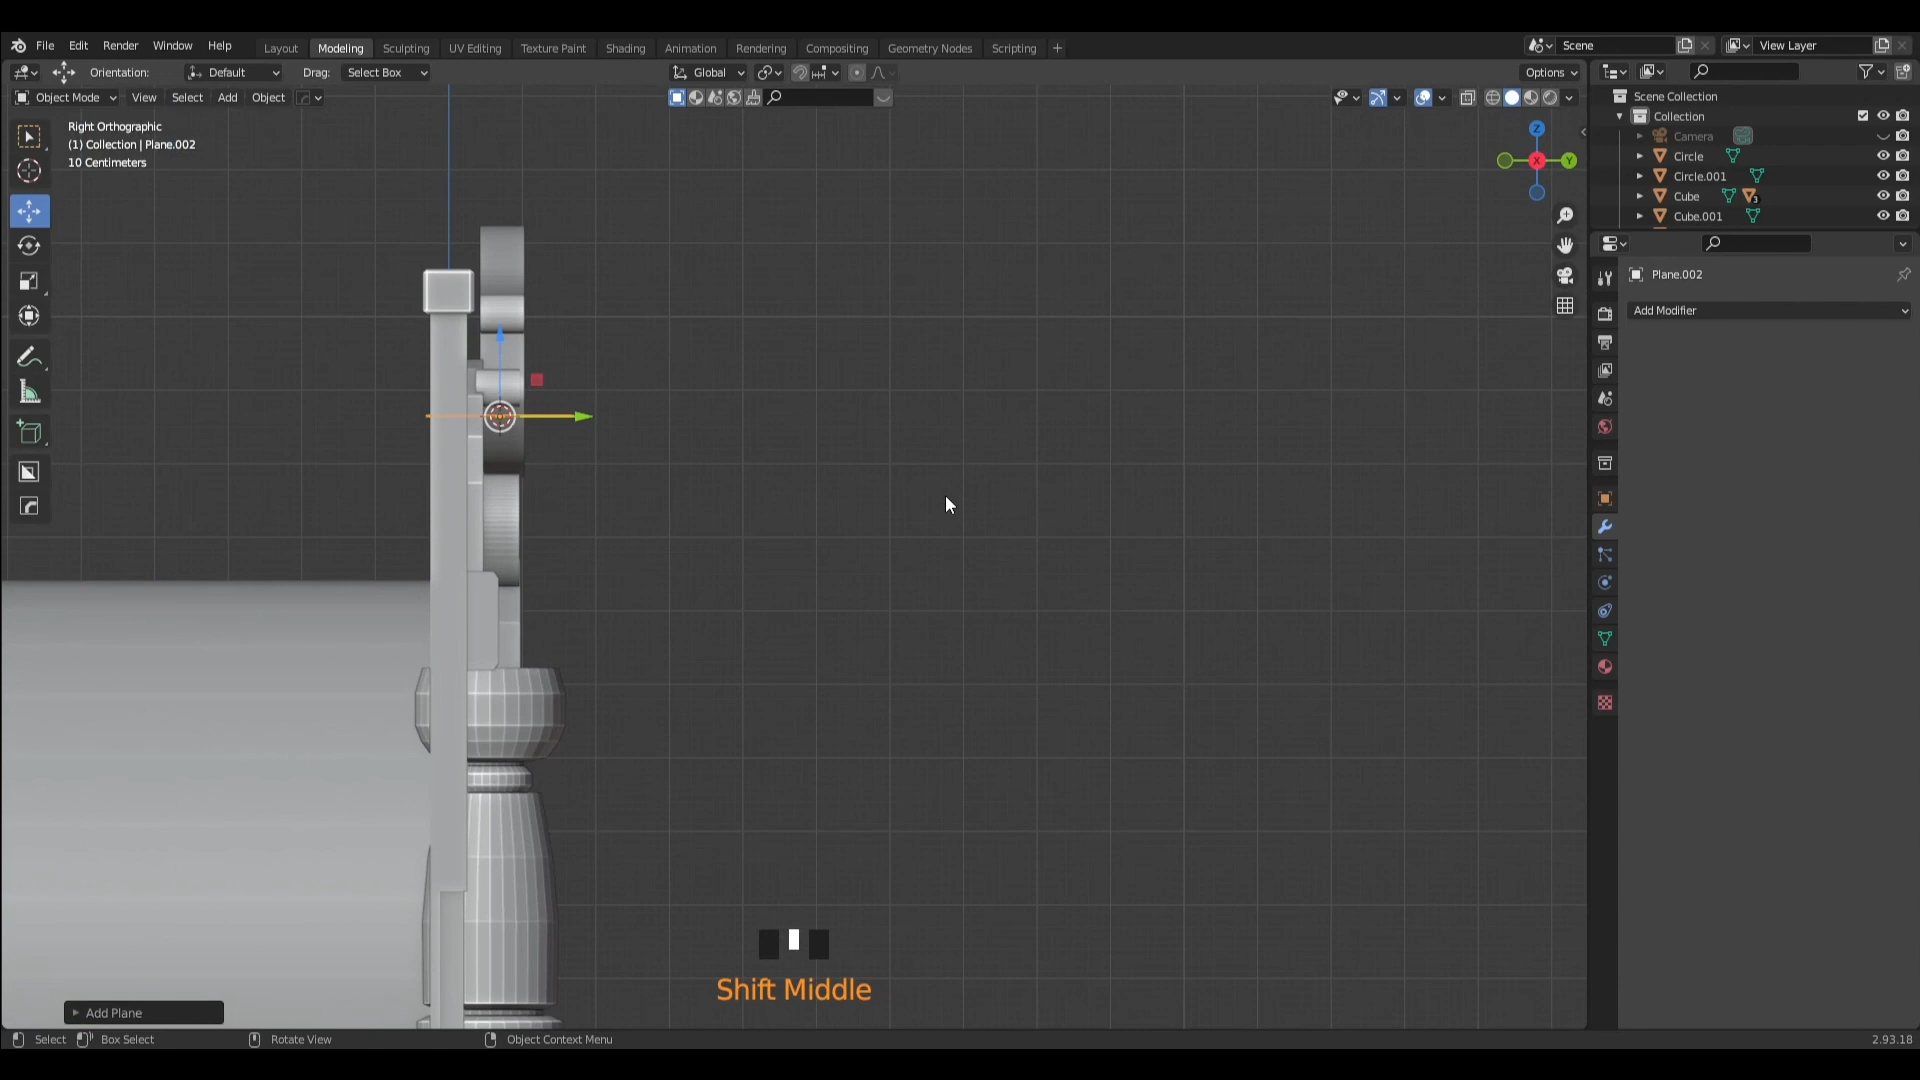 File Edit Render Window Help Layout Modeling Sculpting UV Editing Texture Paint Shading Animation Rendering Compositing Geometry Nodes Scripting + Scene View Layer
Orientation: Default Drag: Select Box Global Options
Object Mode View Select Add Object
Right Orthographic
(1) Collection | Plane.002
10 Centimeters
Z
X
Y
Scene Collection
Collection
Camera
Circle
Circle.001
Cube
3
Cube.001
Plane.002
Add Modifier
Shift Middle
Add Plane
Select Box Select Rotate View Object Context Menu 2.93.18